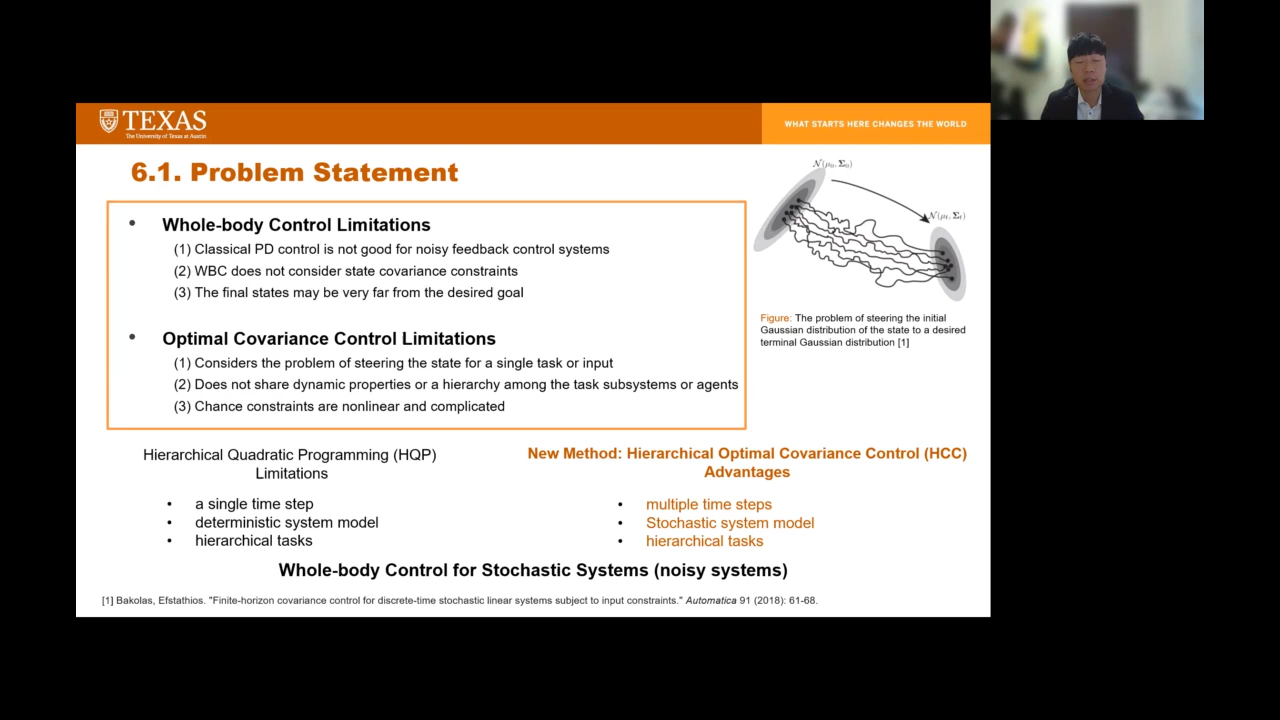 TEXAS
The University of Texas at Austin
WHAT STARTS HERE CHANGES THE WORLD
6.1. Problem Statement
• Whole-body Control Limitations
(1) Classical PD control is not good for noisy feedback control systems
(2) WBC does not consider state covariance constraints
(3) The final states may be very far from the desired goal
• Optimal Covariance Control Limitations
(1) Considers the problem of steering the state for a single task or input
(2) Does not share dynamic properties or a hierarchy among the task subsystems or agents
(3) Chance constraints are nonlinear and complicated
𝒩(μ₀, Σ₀)
𝒩(μ_f, Σ_f)
Figure: The problem of steering the initial
Gaussian distribution of the state to a desired
terminal Gaussian distribution [1]
Hierarchical Quadratic Programming (HQP)
Limitations
• a single time step
• deterministic system model
• hierarchical tasks
New Method: Hierarchical Optimal Covariance Control (HCC)
Advantages
• multiple time steps
• Stochastic system model
• hierarchical tasks
Whole-body Control for Stochastic Systems (noisy systems)
[1] Bakolas, Efstathios. "Finite-horizon covariance control for discrete-time stochastic linear systems subject to input constraints." Automatica 91 (2018): 61-68.